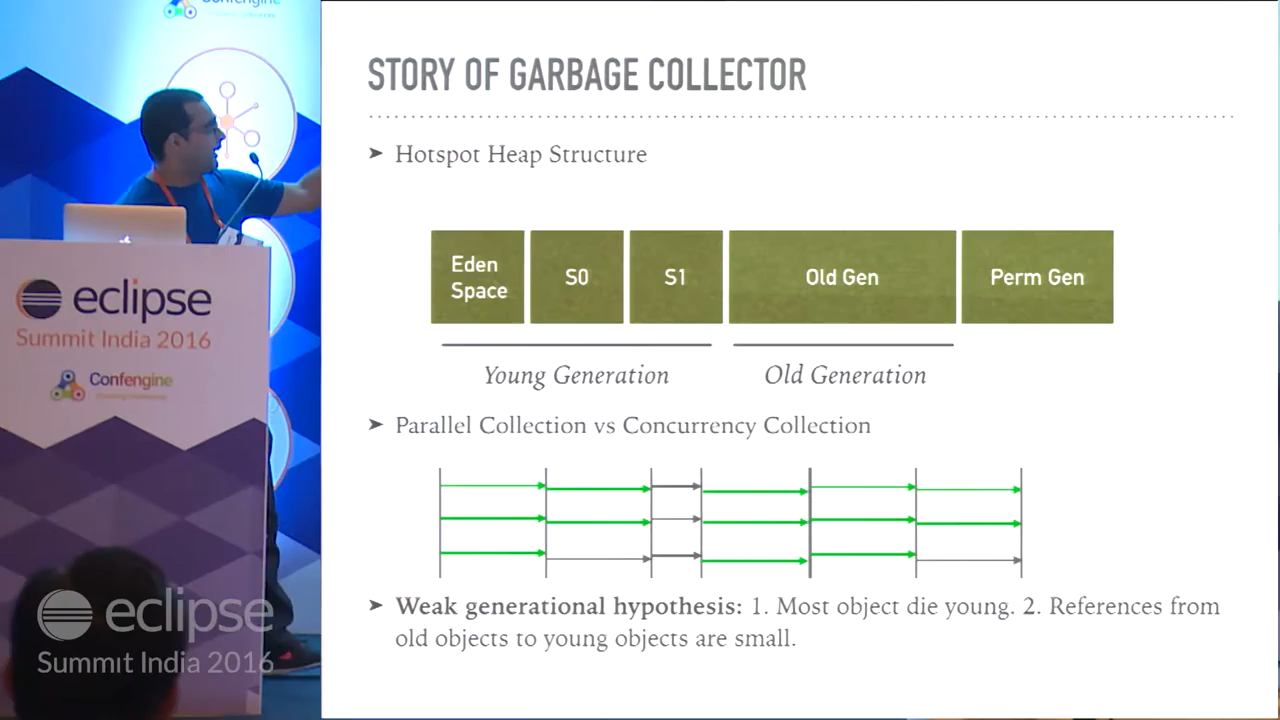 Confengine
STORY OF GARBAGE COLLECTOR
➤ Hotspot Heap Structure
Eden
Space
S0
S1
Old Gen
Perm Gen
Young Generation
Old Generation
➤ Parallel Collection vs Concurrency Collection
➤ Weak generational hypothesis: 1. Most object die young. 2. References from
old objects to young objects are small.
eclipse
Summit India 2016
Confengine
eclipse
Summit India 2016